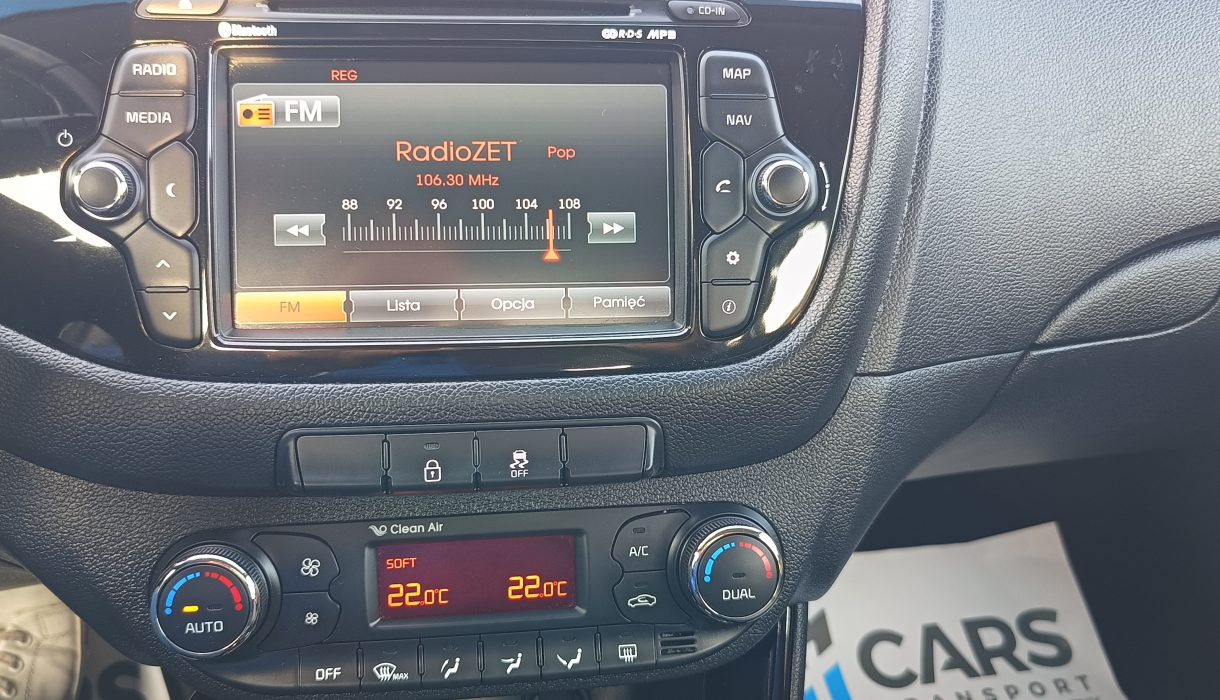 CD-IN
Bluetooth
R·D·S MP3
RADIO
MEDIA
MAP
NAV
REG
FM
RadioZET Pop
106.30 MHz
88 92 96 100 104 108
FM Lista Opcja Pamięć
OFF
Clean Air
SOFT
22.0°C 22.0°C
A/C
AUTO
DUAL
OFF
MAX
CARS
TRANSPORT